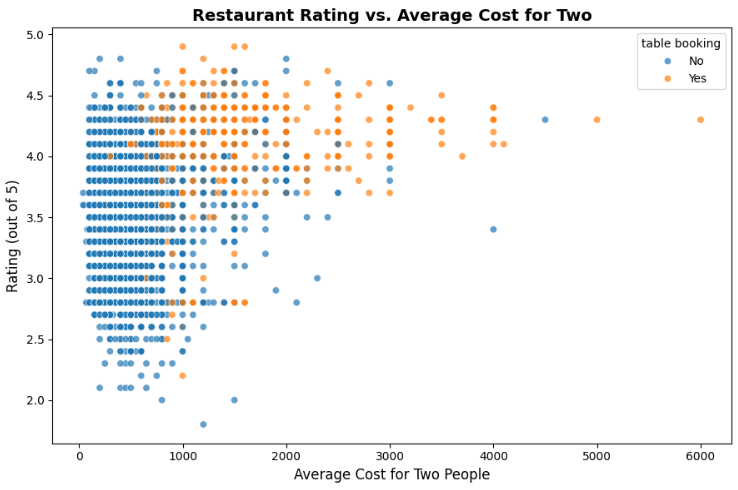 Restaurant Rating vs. Average Cost for Two
table booking
No
Yes
Rating (out of 5)
5.0
4.5
4.0
3.5
3.0
2.5
2.0
0 1000 2000 3000 4000 5000 6000
Average Cost for Two People